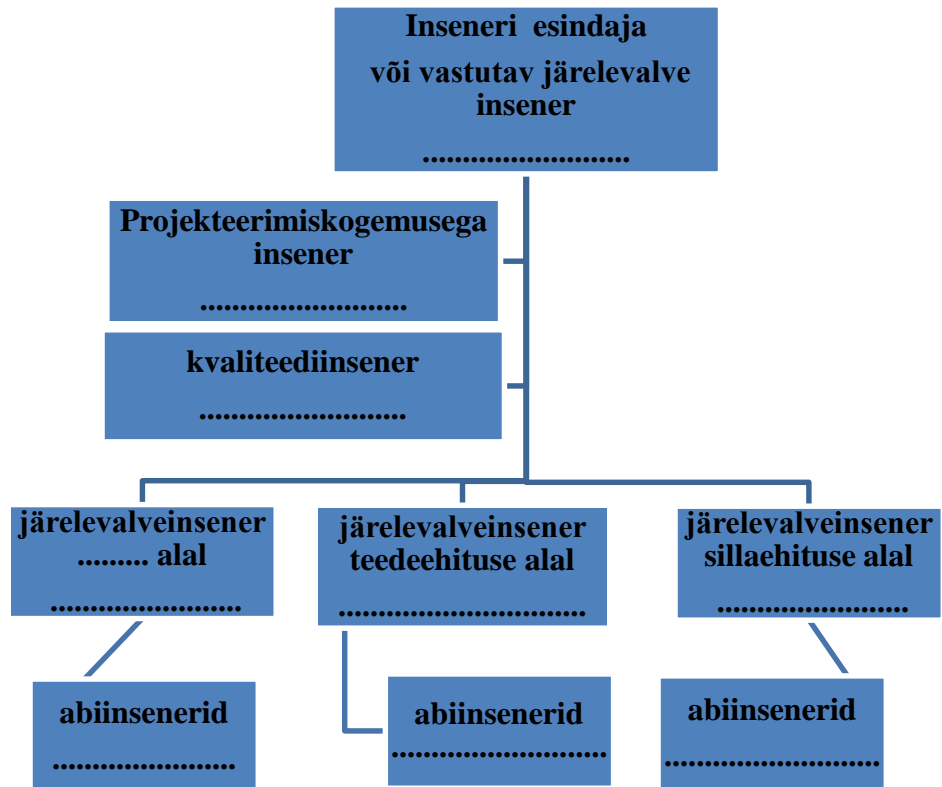 Inseneri esindaja
või vastutav järelevalve
insener
..........................
Projekteerimiskogemusega
insener
..........................
kvaliteediinsener
..........................
järelevalveinsener
......... alal
........................
järelevalveinsener
teedeehituse alal
...............................
järelevalveinsener
sillaehituse alal
........................
abiinsenerid
.......................
abiinsenerid
...........................
abiinsenerid
...........................